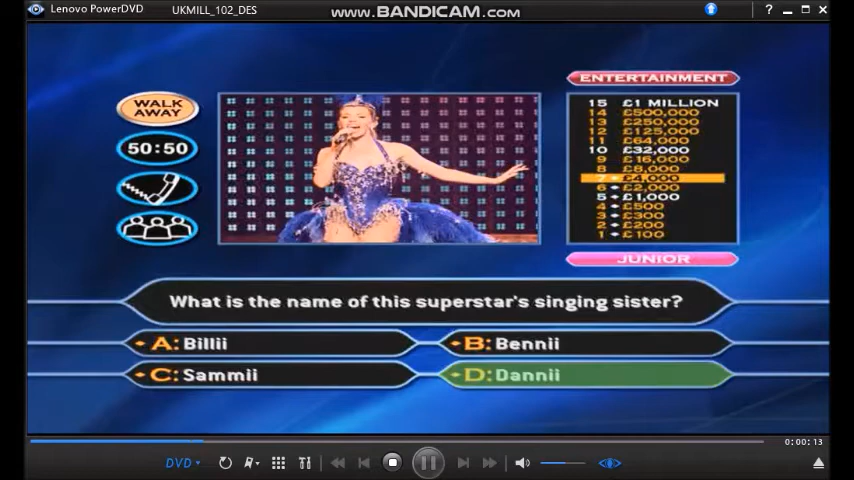 Lenovo PowerDVD
UKMILL_102_DES
www.BANDICAM.com
?
WALK
AWAY
50:50
ENTERTAINMENT
15 £1 MILLION
14 £500,000
13 £250,000
12 £125,000
11 £64,000
10 £32,000
9 £16,000
8 £8,000
7 £4,000
6 £2,000
5 £1,000
4 £500
3 £300
2 £200
1 £100
JUNIOR
What is the name of this superstar's singing sister?
A: Billii
B: Bennii
C: Sammii
D: Dannii
0:00:13
DVD